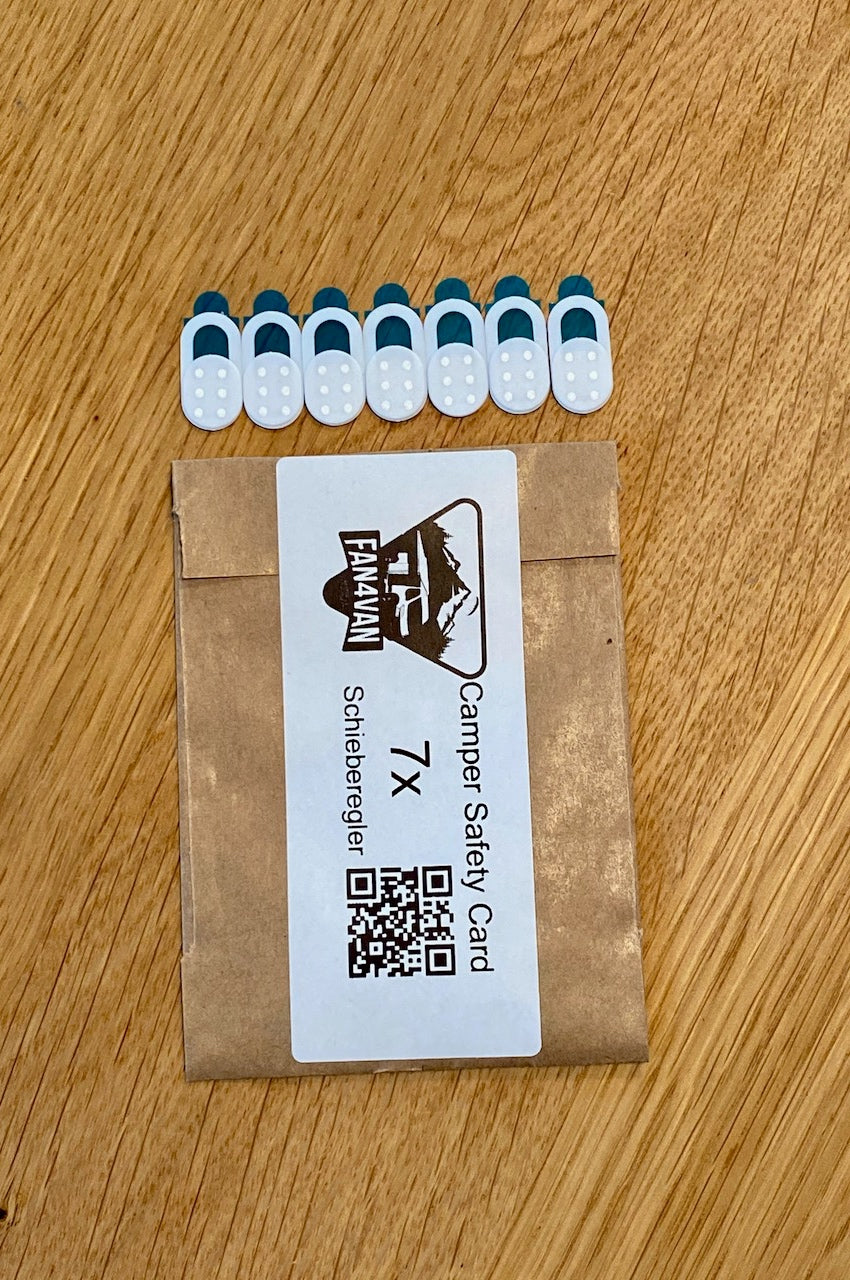 FAN4VAN
Camper Safety Card
7x
Schieberegler